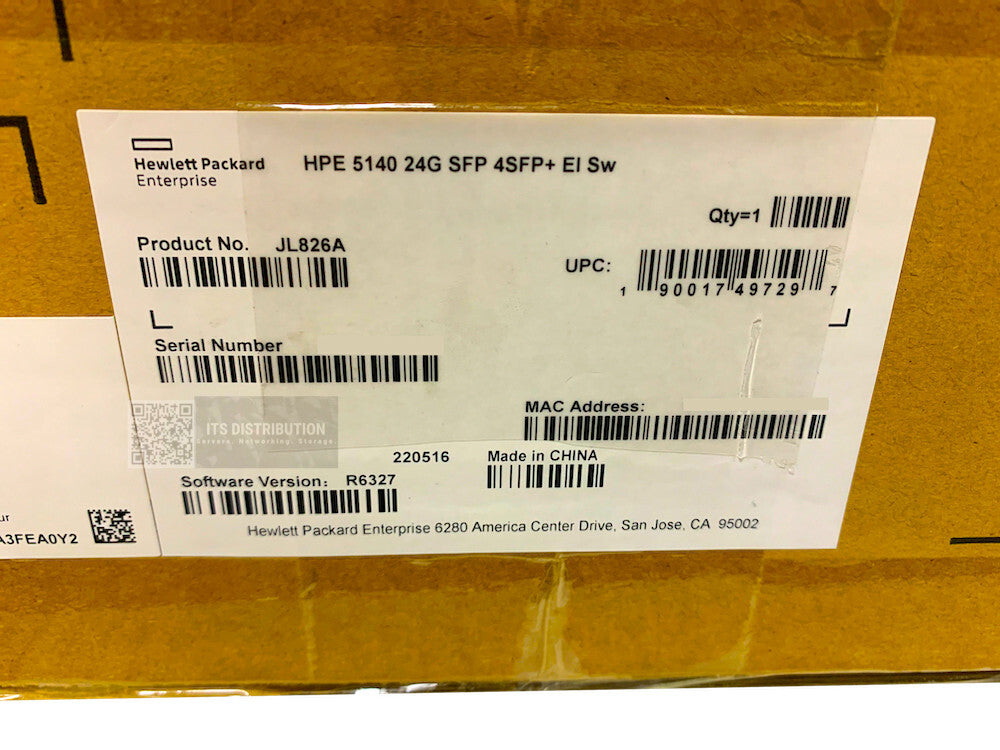 Hewlett Packard
Enterprise
HPE 5140 24G SFP 4SFP+ EI Sw
Qty=1
Product No. JL826A
UPC:
1 90017 49729 7
Serial Number
MAC Address:
ITS DISTRIBUTION
Servers. Networking. Storage.
220516
Made in CHINA
Software Version: R6327
Hewlett Packard Enterprise 6280 America Center Drive, San Jose, CA 95002
ur
A3FEA0Y2